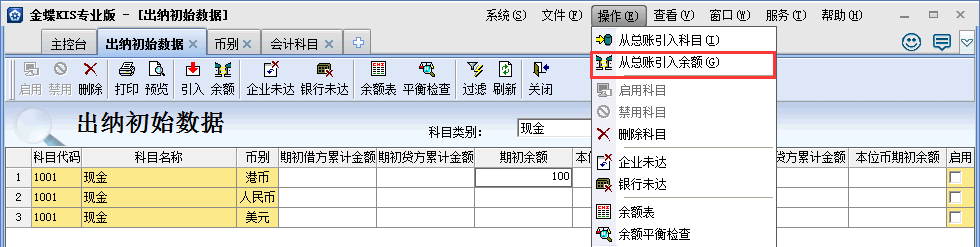 金蝶KIS专业版 - [出纳初始数据] 系统(S) 文件(F) 操作(E) 查看(V) 窗口(W) 服务(T) 帮助(H)
主控台 出纳初始数据 币别 会计科目
启用 禁用 删除 打印 预览 引入 余额 企业未达 银行未达 余额表 平衡检查 过滤 刷新 关闭
出纳初始数据
科目类别: 现金
科目代码 科目名称 币别 期初借方累计金额 期初贷方累计金额 期初余额 本位 贷方累计金额 本位币期初余额 启用
1 1001 现金 港币 100
2 1001 现金 人民币
3 1001 现金 美元
从总账引入科目(I)
从总账引入余额(G)
启用科目
禁用科目
删除科目
企业未达
银行未达
余额表
余额平衡检查